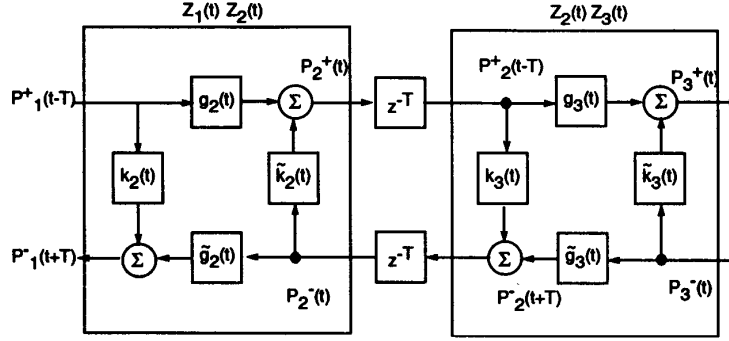 Z₁(t) Z₂(t)
Z₂(t) Z₃(t)
P⁺₁(t-T)
g₂(t)
Σ
P₂⁺(t)
z⁻ᵀ
P⁺₂(t-T)
g₃(t)
Σ
P₃⁺(t)
k₂(t)
k̃₂(t)
k₃(t)
k̃₃(t)
P⁻₁(t+T)
Σ
g̃₂(t)
P₂⁻(t)
z⁻ᵀ
Σ
P⁻₂(t+T)
g̃₃(t)
P₃⁻(t)